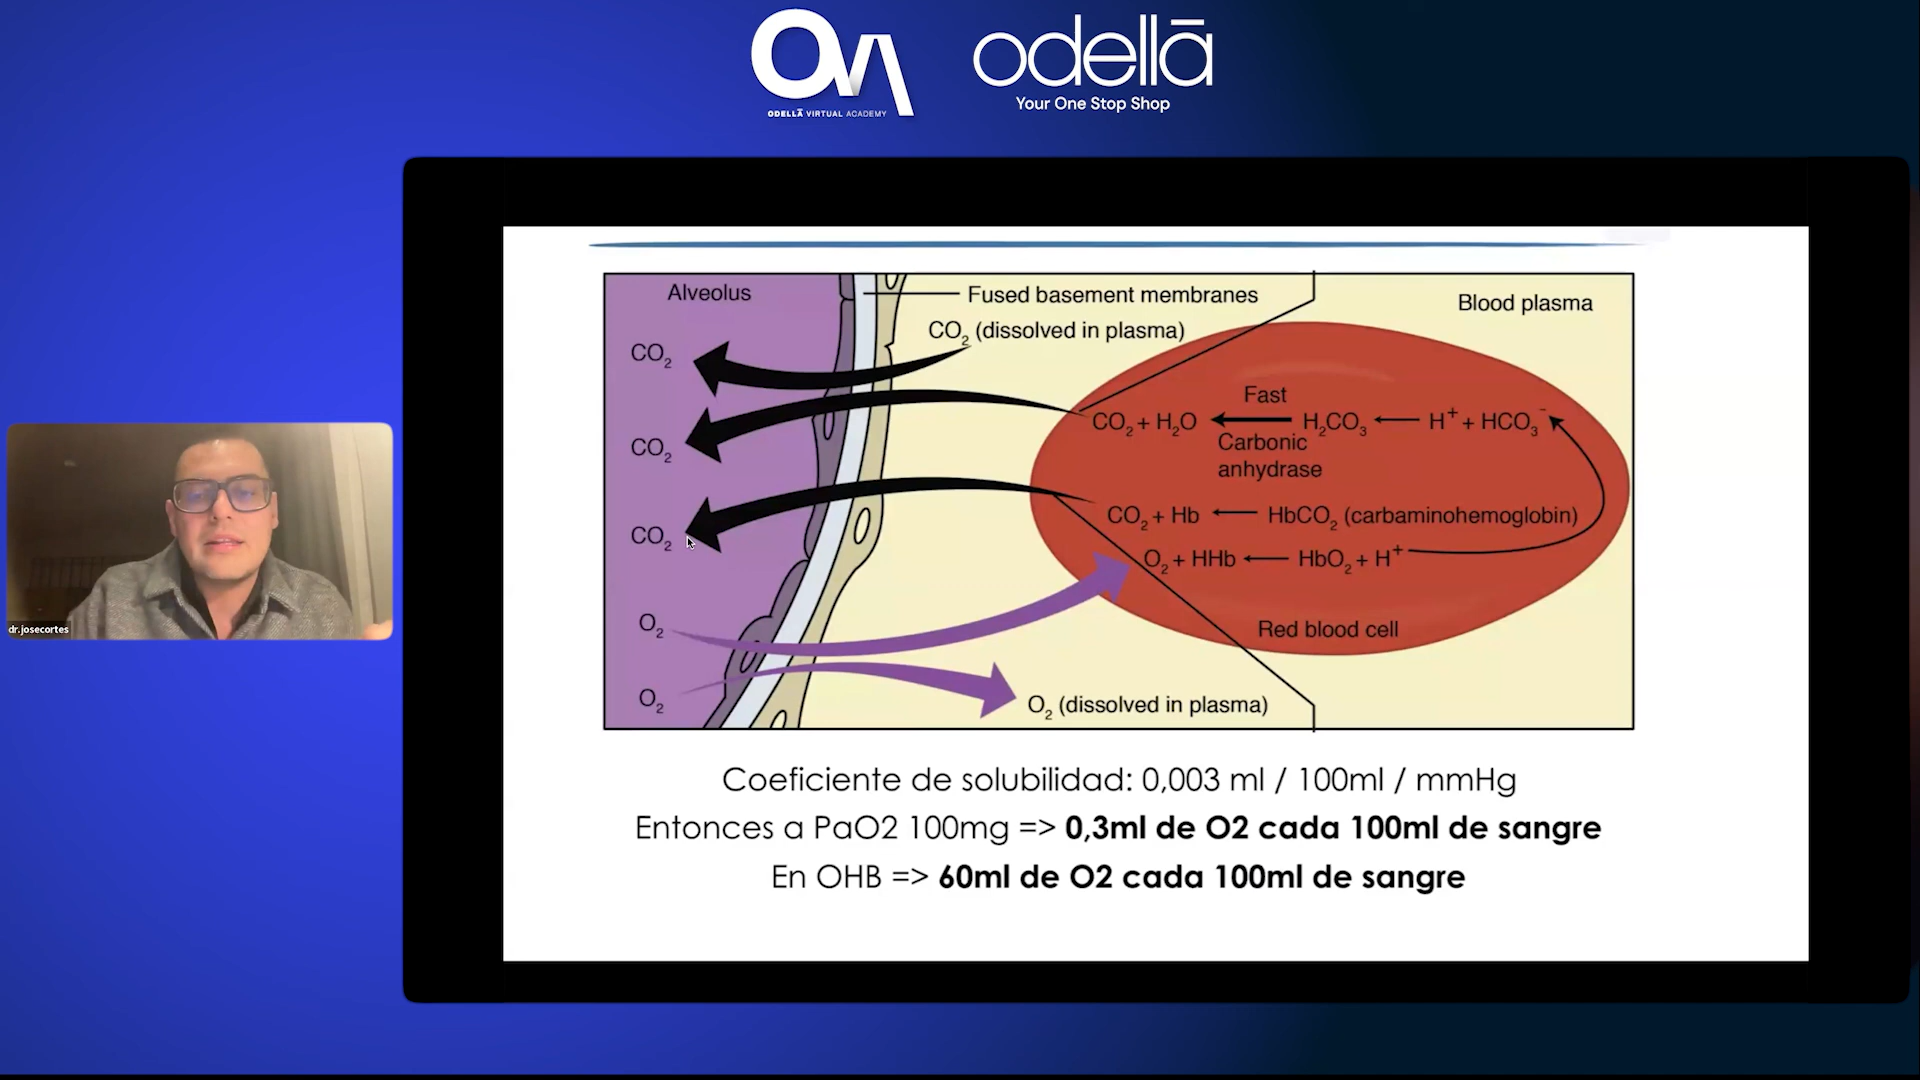 OVA
ODELLĀ VIRTUAL ACADEMY
odellā
Your One Stop Shop
dr.josecortes
Alveolus
Fused basement membranes
Blood plasma
CO₂ (dissolved in plasma)
CO₂
CO₂
CO₂
Fast
CO₂ + H₂O ← H₂CO₃ ← H⁺ + HCO₃⁻
Carbonic
anhydrase
CO₂ + Hb ← HbCO₂ (carbaminohemoglobin)
O₂ + HHb ← HbO₂ + H⁺
Red blood cell
O₂
O₂
O₂ (dissolved in plasma)
Coeficiente de solubilidad: 0,003 ml / 100ml / mmHg
Entonces a PaO2 100mg => 0,3ml de O2 cada 100ml de sangre
En OHB => 60ml de O2 cada 100ml de sangre